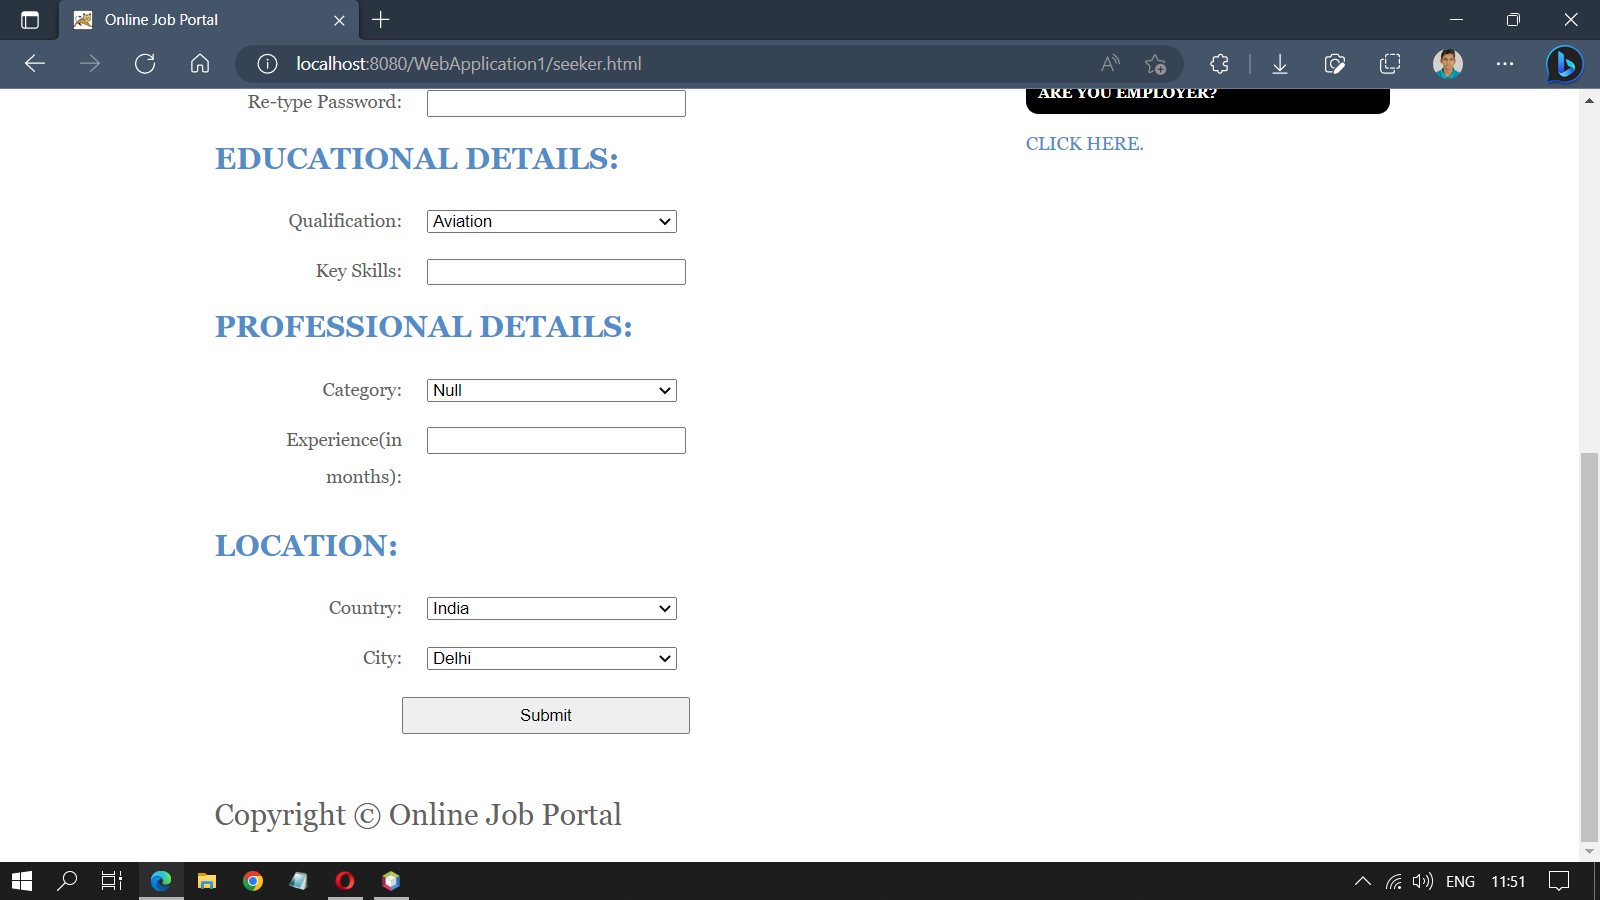 Online Job Portal
localhost:8080/WebApplication1/seeker.html
Re-type Password:
ARE YOU EMPLOYER?
CLICK HERE.
EDUCATIONAL DETAILS:
Qualification: Aviation
Key Skills:
PROFESSIONAL DETAILS:
Category: Null
Experience(in
months):
LOCATION:
Country: India
City: Delhi
Submit
Copyright © Online Job Portal
ENG 11:51